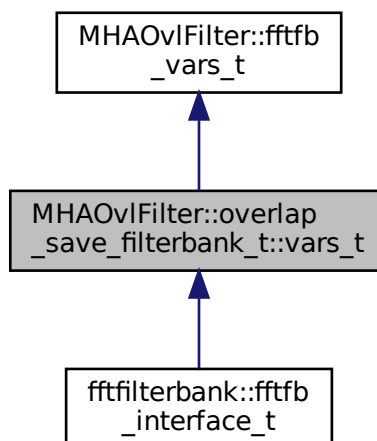 MHAOvlFilter::fftfb
_vars_t
MHAOvlFilter::overlap
_save_filterbank_t::vars_t
fftfilterbank::fftfb
_interface_t